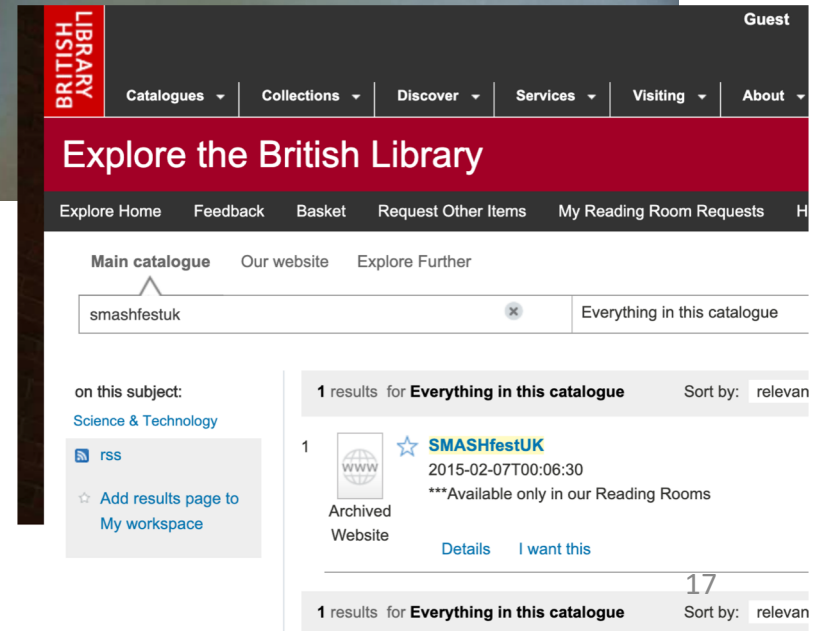 LIBRARY
BRITISH
Guest
Catalogues Collections Discover Services Visiting About
Explore the British Library
Explore Home Feedback Basket Request Other Items My Reading Room Requests H
Main catalogue Our website Explore Further
smashfestuk Everything in this catalogue
on this subject:
Science & Technology
rss
Add results page to
My workspace
1 results for Everything in this catalogue Sort by: relevan
1
www
Archived
Website
SMASHfestUK
2015-02-07T00:06:30
***Available only in our Reading Rooms
Details I want this
17
1 results for Everything in this catalogue Sort by: relevan